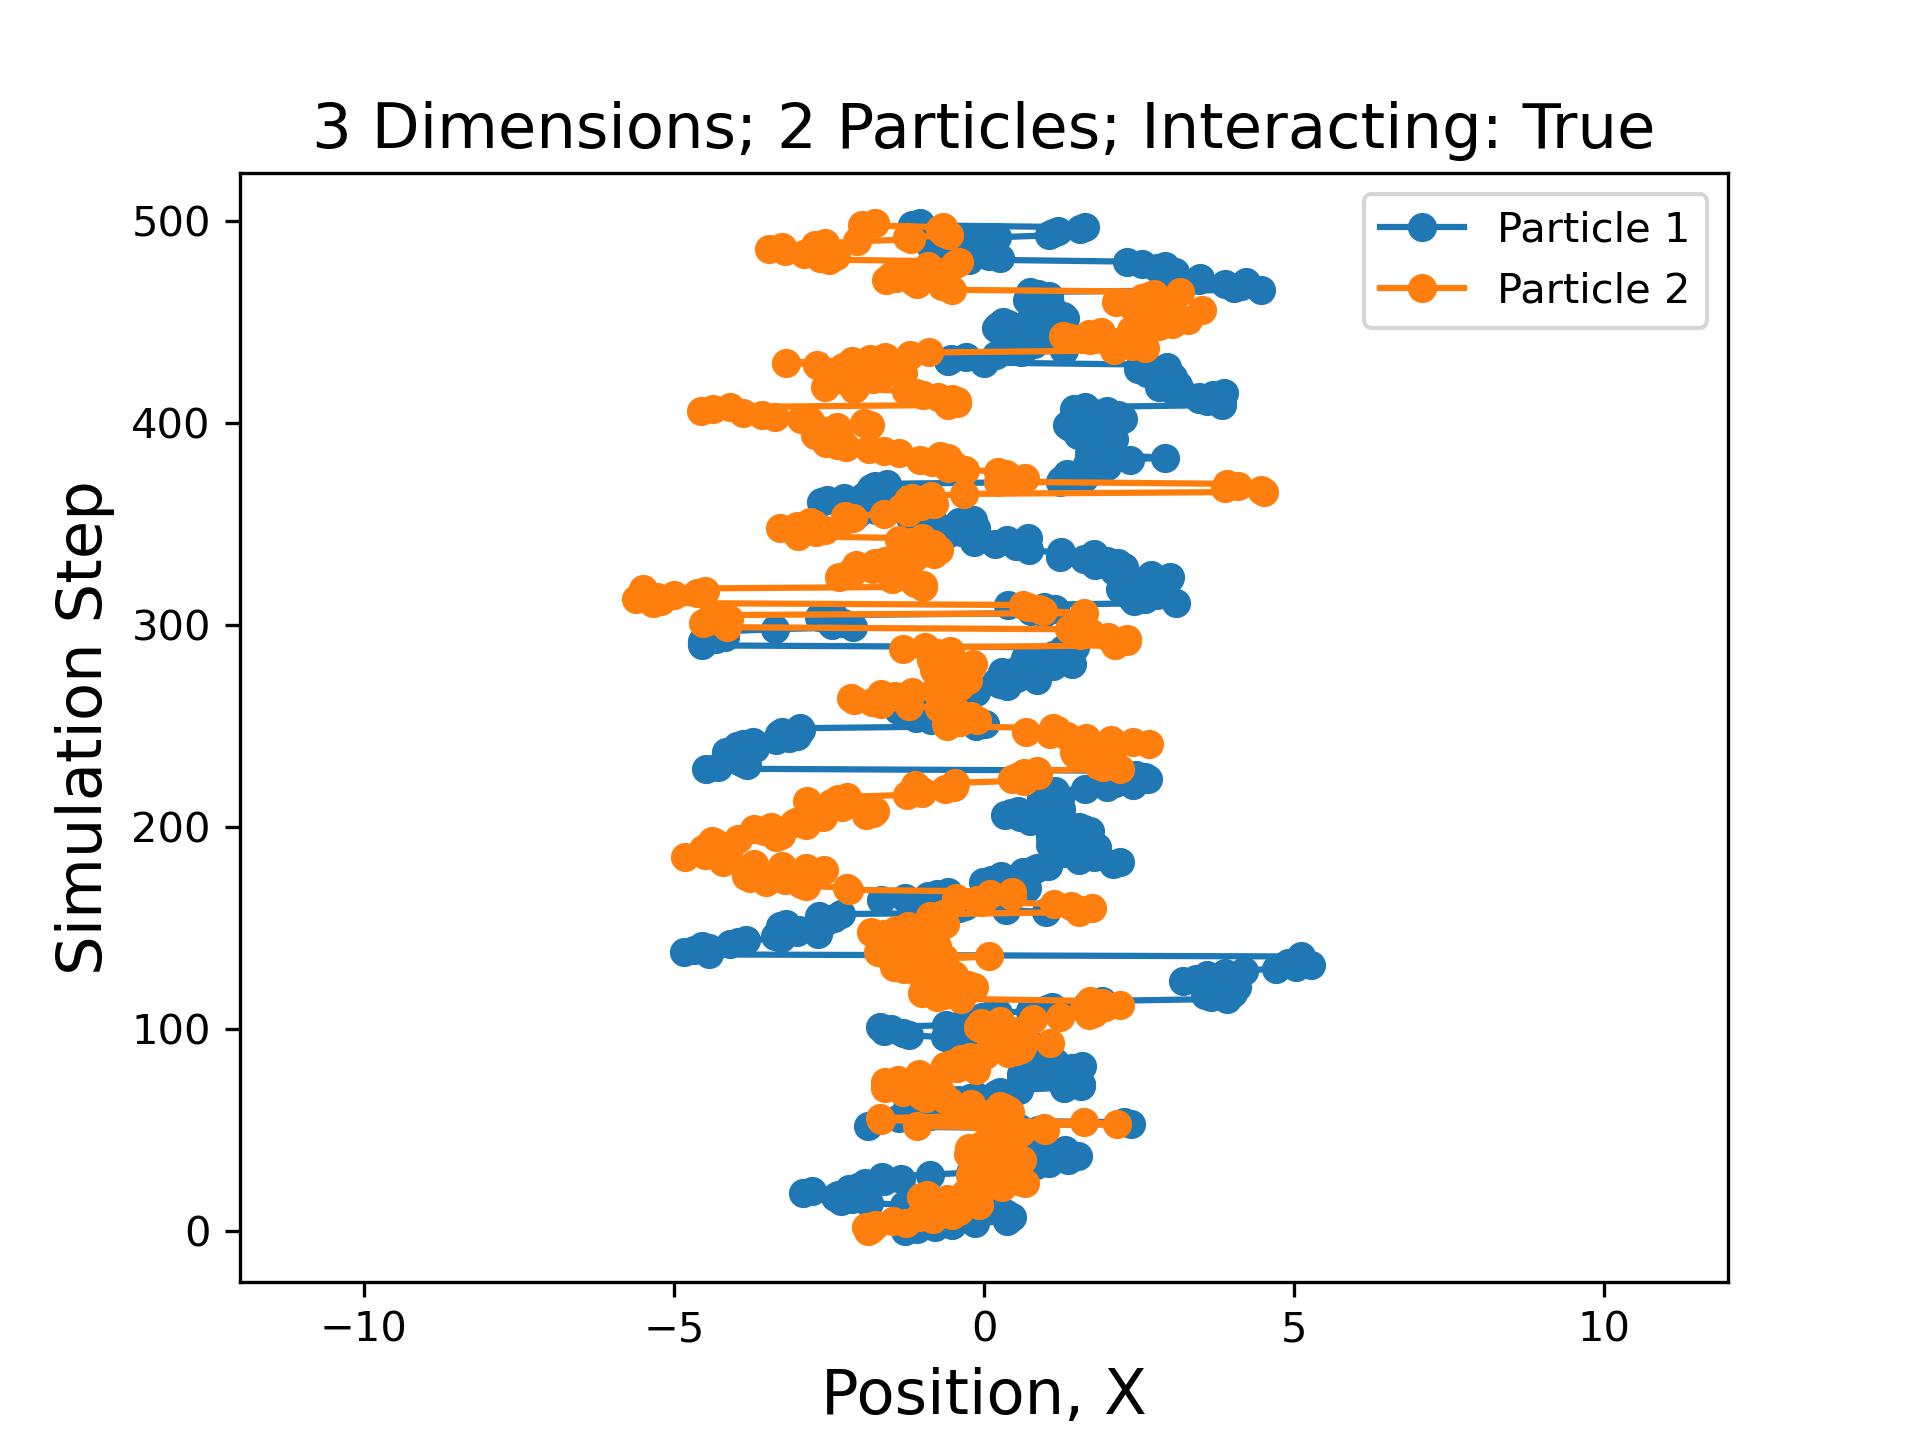 3 Dimensions; 2 Particles; Interacting: True
Particle 1
Particle 2
500
400
300
200
100
0
Simulation Step
−10
−5
0
5
10
Position, X